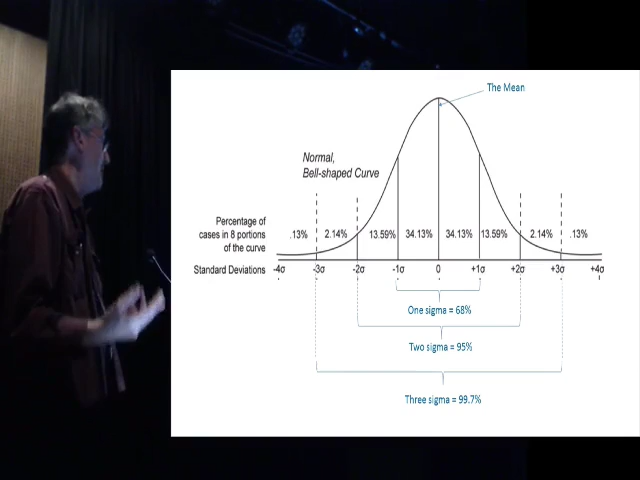 The Mean
Normal,
Bell-shaped Curve
Percentage of
cases in 8 portions
of the curve
.13% 2.14% 13.59% 34.13% 34.13% 13.59% 2.14% .13%
Standard Deviations -4σ -3σ -2σ -1σ 0 +1σ +2σ +3σ +4σ
One sigma = 68%
Two sigma = 95%
Three sigma = 99.7%